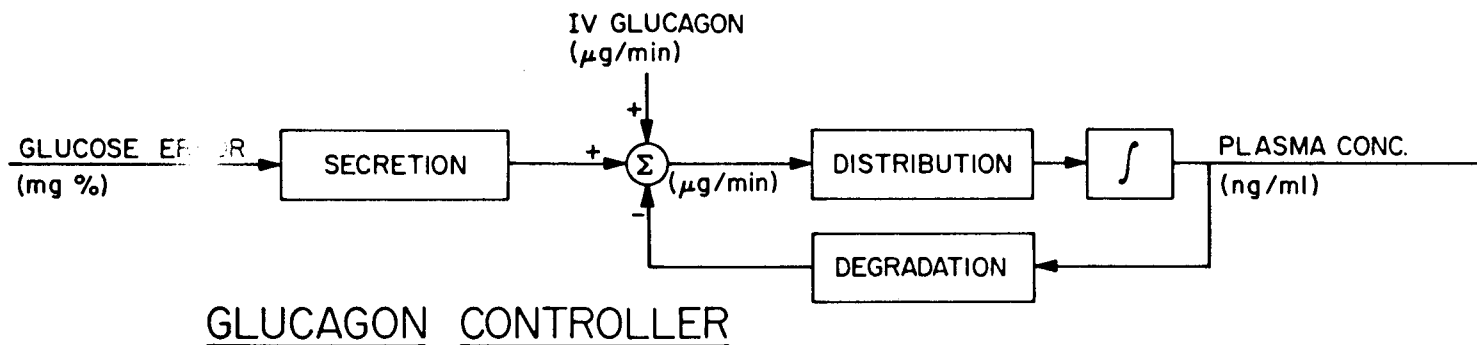 IV GLUCAGON
(μg/min)
+
GLUCOSE
(mg %)
SECRETION
+
Σ
-
(μg/min)
DISTRIBUTION
∫
PLASMA CONC.
(ng/ml)
DEGRADATION
GLUCAGON CONTROLLER